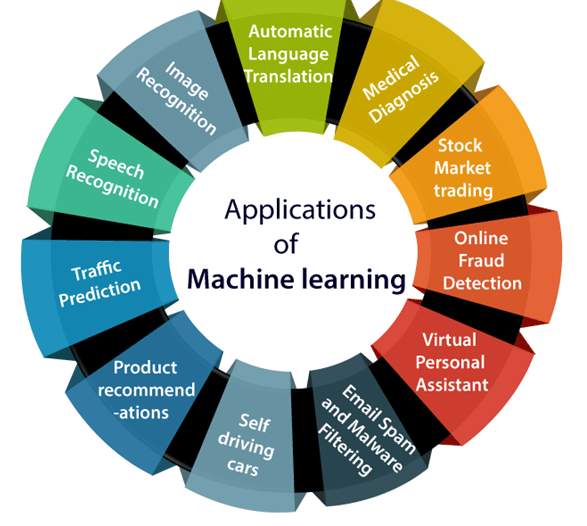 Applications
of
Machine learning
Automatic
Language
Translation
Medical
Diagnosis
Stock
Market
trading
Online
Fraud
Detection
Virtual
Personal
Assistant
Email Spam
and Malware
Filtering
Self
driving
cars
Product
recommend
-ations
Traffic
Prediction
Speech
Recognition
Image
Recognition